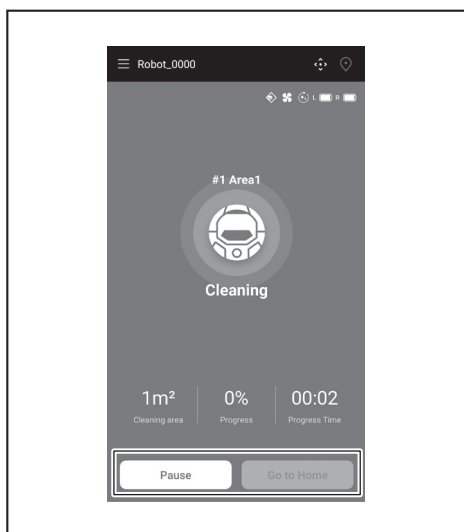 Robot_0000
L R
#1 Area1
Cleaning
1m² 0% 00:02
Cleaning area Progress Progress Time
Pause Go to Home